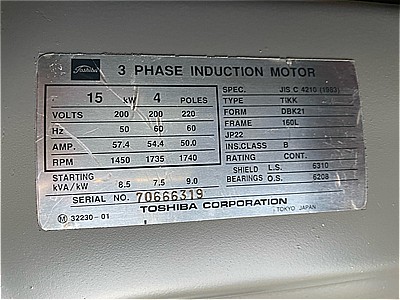 Toshiba 3 PHASE INDUCTION MOTOR
15 kW 4 POLES
VOLTS 200 200 220
Hz 50 60 60
AMP. 57.4 54.4 50.0
RPM 1450 1735 1740
STARTING
kVA/kW 8.5 7.5 9.0
SPEC. JIS C 4210 (1983)
TYPE TIKK
FORM DBK21
FRAME 160L
JP22
INS.CLASS B
RATING CONT.
SHIELD L.S. 6310
BEARINGS O.S. 6208
SERIAL NO. 70666319
TOSHIBA CORPORATION
M 32230-01
TOKYO JAPAN